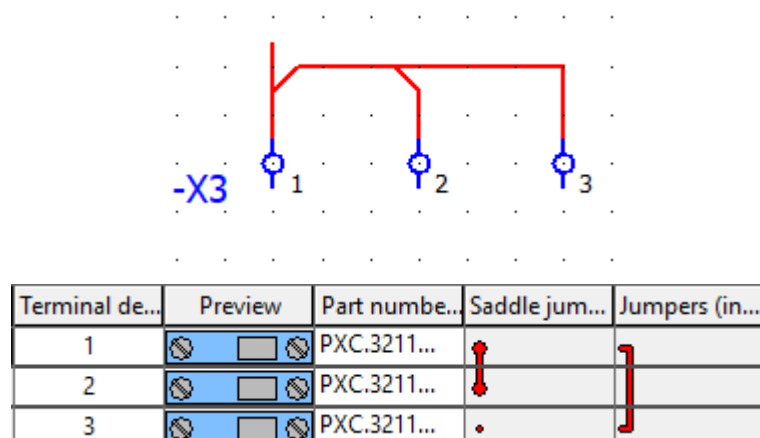 -X3 1 2 3
Terminal de... Preview Part numbe... Saddle jum... Jumpers (in...
1 PXC.3211...
2 PXC.3211...
3 PXC.3211...